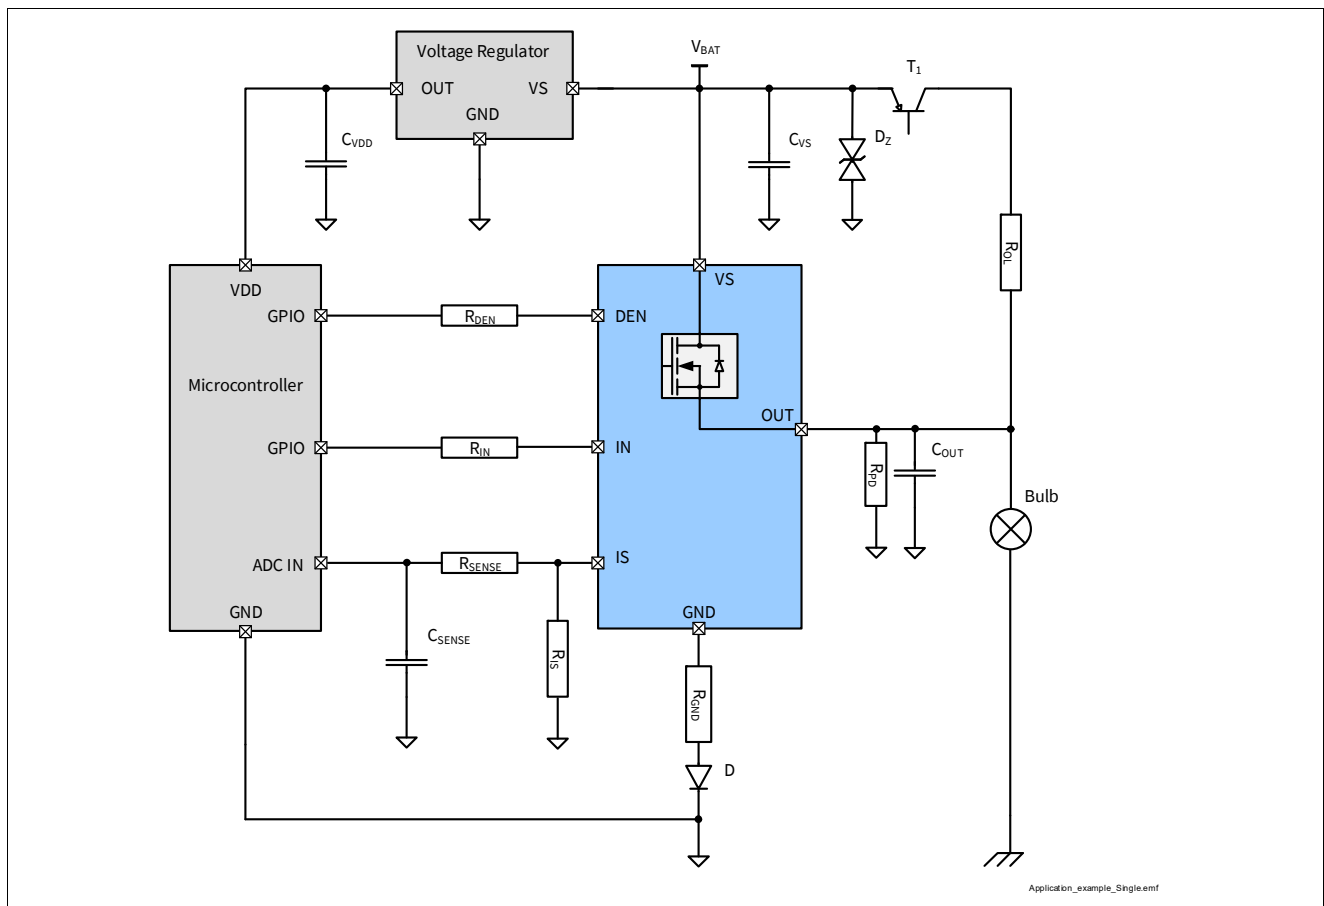 Voltage Regulator
OUT
VS
GND
V_BAT
T_1
C_VDD
C_VS
D_Z
R_OL
VDD
GPIO
R_DEN
DEN
VS
Microcontroller
OUT
GPIO
R_IN
IN
R_PD
C_OUT
Bulb
ADC IN
R_SENSE
IS
GND
GND
C_SENSE
R_IS
R_GND
D
Application_example_Single.emf